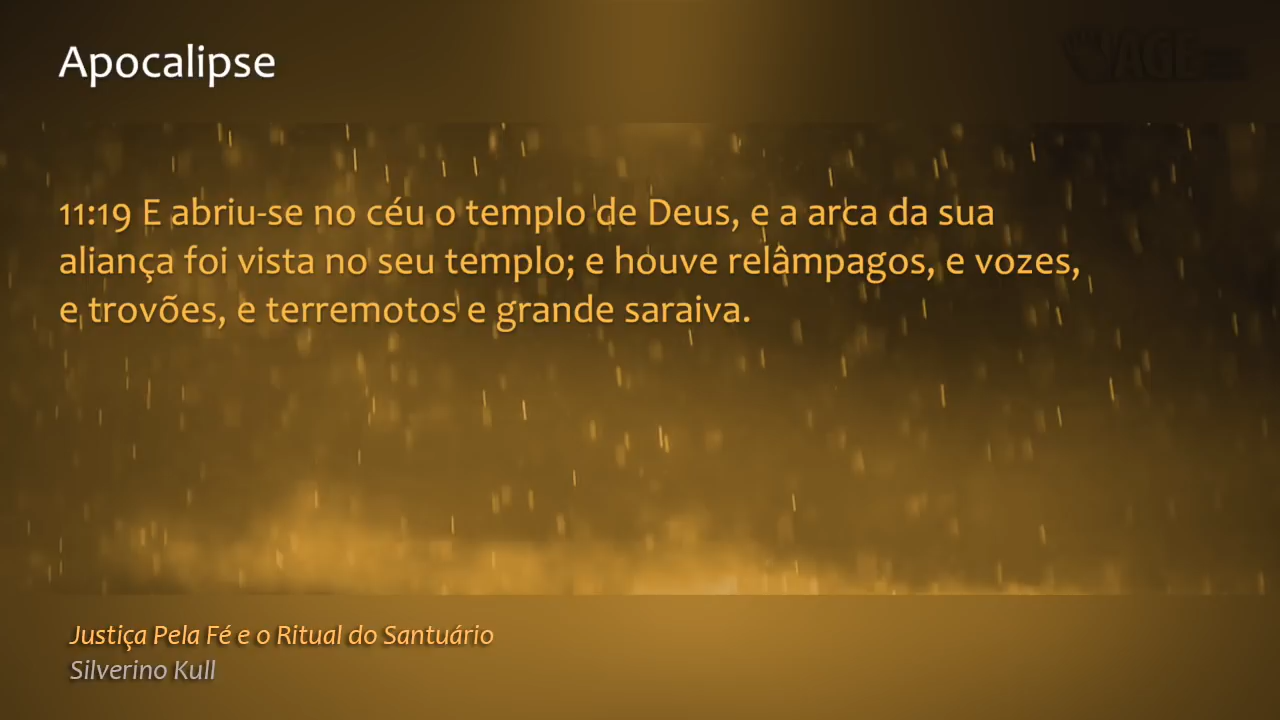 Apocalipse
11:19 E abriu-se no céu o templo de Deus, e a arca da sua
aliança foi vista no seu templo; e houve relâmpagos, e vozes,
e trovões, e terremotos e grande saraiva.
Justiça Pela Fé e o Ritual do Santuário
Silverino Kull